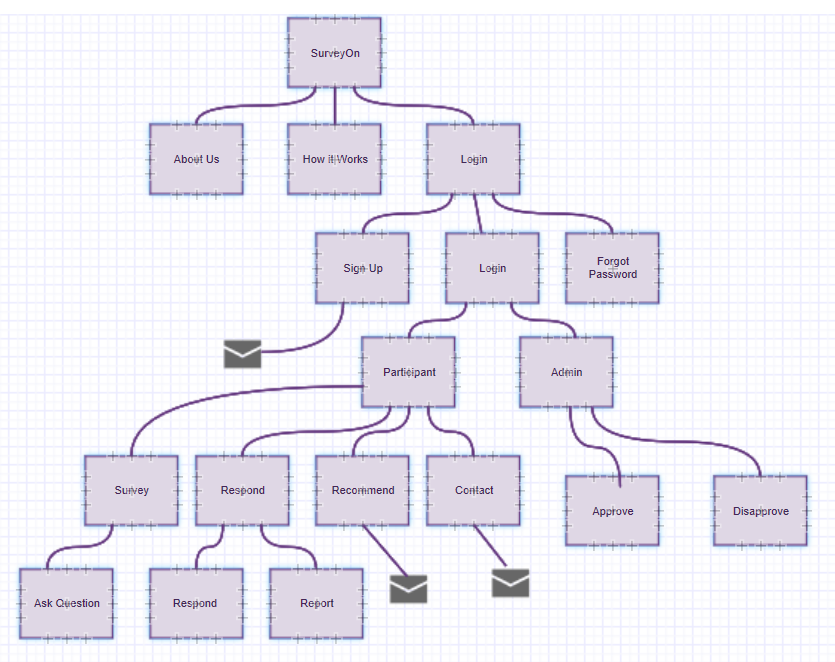 SurveyOn
About Us
How it Works
Login
Sign Up
Login
Forgot
Password
Participant
Admin
Survey
Respond
Recommend
Contact
Approve
Disapprove
Ask Question
Respond
Report